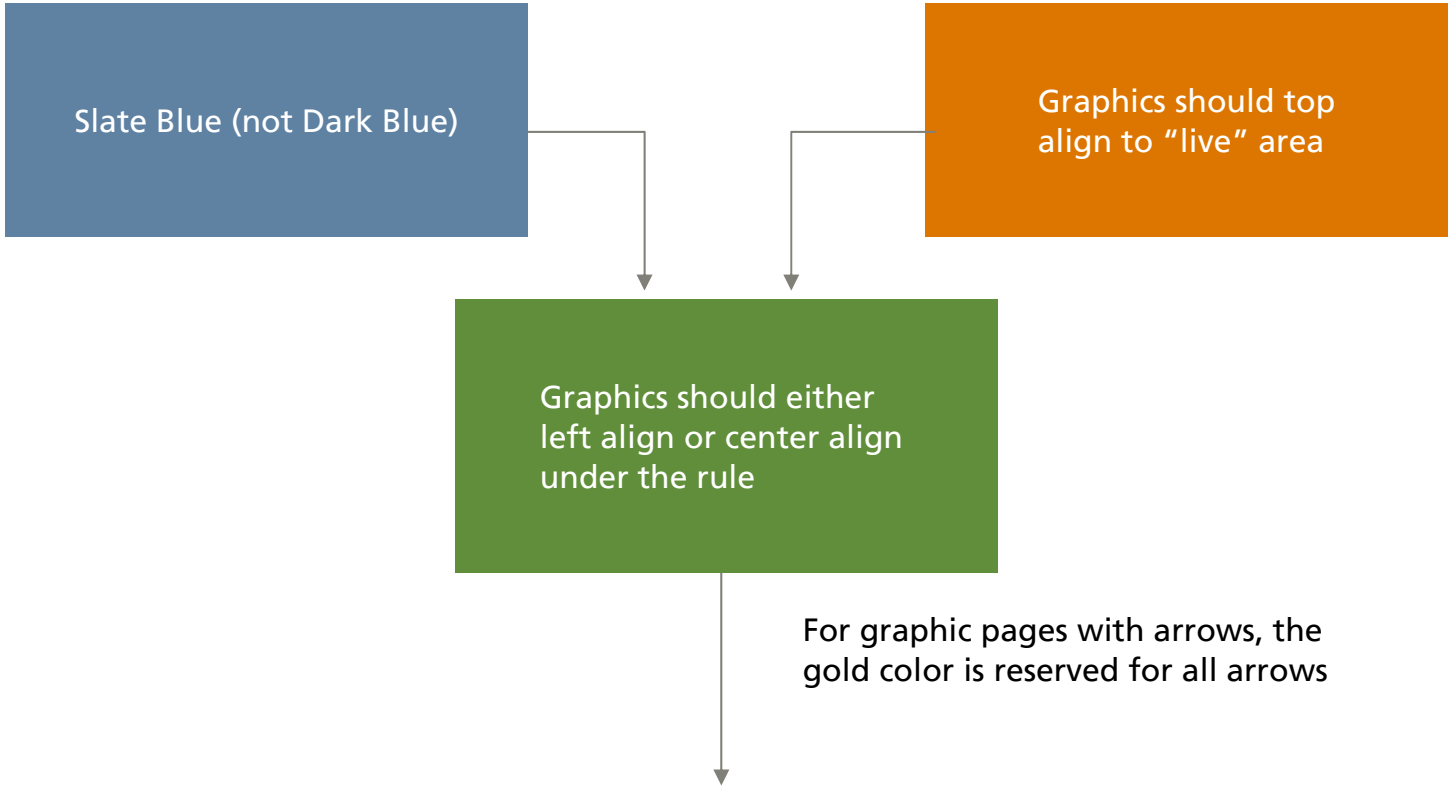 Slate Blue (not Dark Blue)
Graphics should top
align to “live” area
Graphics should either
left align or center align
under the rule
For graphic pages with arrows, the
gold color is reserved for all arrows